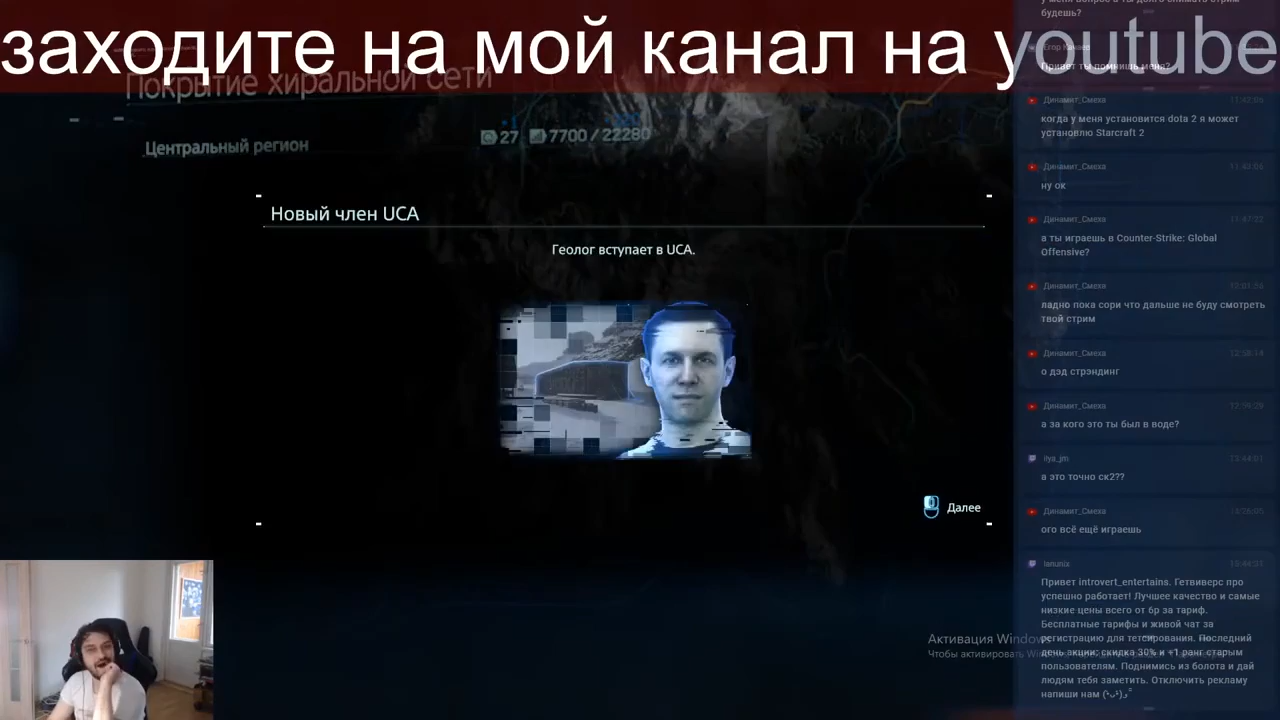 заходите на мой канал на youtube
Покрытие хиральной сети
27 7700 / 22280
Центральный регион
Новый член UCA
Геолог вступает в UCA.
Далее
Активация Windows
Чтобы активировать
будешь?
Привет ты помнишь меня?
Динамит_Смеха
когда у меня установится dota 2 я может
установлю Starcraft 2
Динамит_Смеха
ну ок
Динамит_Смеха
а ты играешь в Counter-Strike: Global
Offensive?
Динамит_Смеха
ладно пока сори что дальше не буду смотреть
твой стрим
Динамит_Смеха
о дэд стрэндинг
Динамит_Смеха
а за кого это ты был в воде?
ilya_jm
а это точно ск2??
Динамит_Смеха
ого всё ещё играешь
Привет introvert_entertains. Гетвиверс про
успешно работает! Лучшее качество и самые
низкие цены всего от 6р за тариф.
Бесплатные тарифы и живой чат за
регистрацию для тетсирования. Последний
день акции: скидка 30% и +1 ранг старым
пользователям. Поднимись из болота и дай
людям тебя заметить. Отключить рекламу
напиши нам